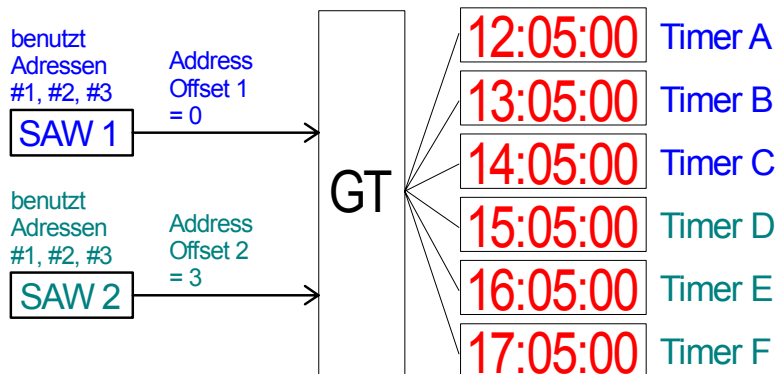 benutzt
Adressen
#1, #2, #3
SAW 1
Address
Offset 1
= 0
benutzt
Adressen
#1, #2, #3
SAW 2
Address
Offset 2
= 3
GT
12:05:00 Timer A
13:05:00 Timer B
14:05:00 Timer C
15:05:00 Timer D
16:05:00 Timer E
17:05:00 Timer F